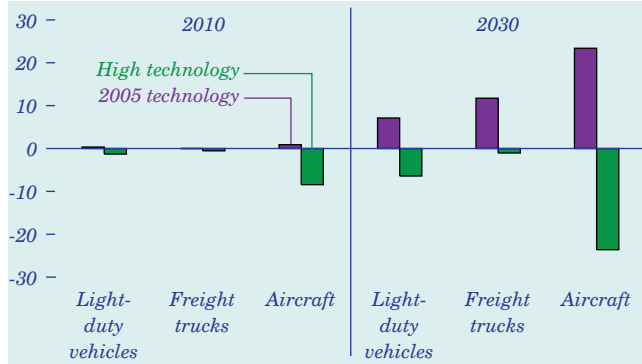 30
20
10
0
-10
-20
-30
2010
2030
High technology
2005 technology
Light-
duty
vehicles
Freight
trucks
Aircraft
Light-
duty
vehicles
Freight
trucks
Aircraft